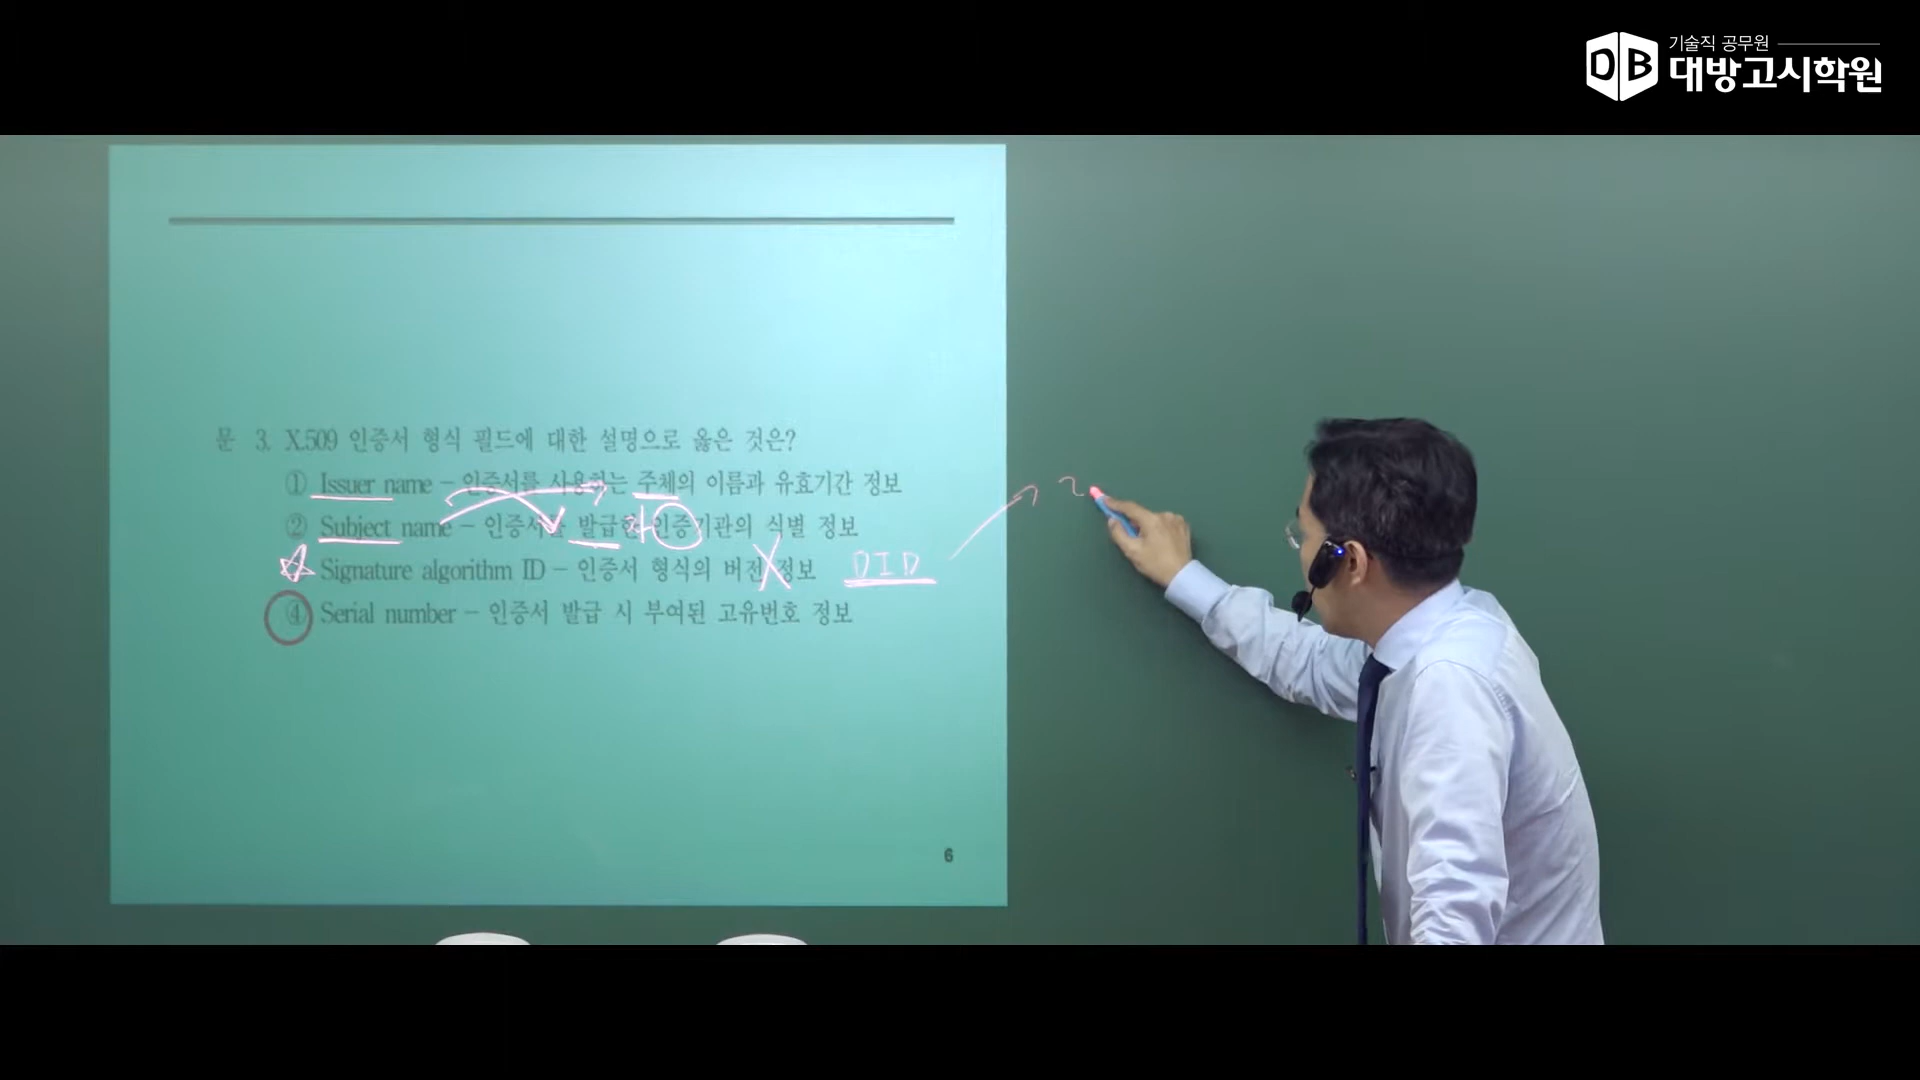 기술직 공무원
DB 대방고시학원
문 3. X.509 인증서 형식 필드에 대한 설명으로 옳은 것은?
① Issuer name - 인증서를 사용하는 주체의 이름과 유효기간 정보
② Subject name - 인증서를 발급한 인증기관의 식별 정보
Signature algorithm ID - 인증서 형식의 버전 정보
DID
④ Serial number - 인증서 발급 시 부여된 고유번호 정보
6